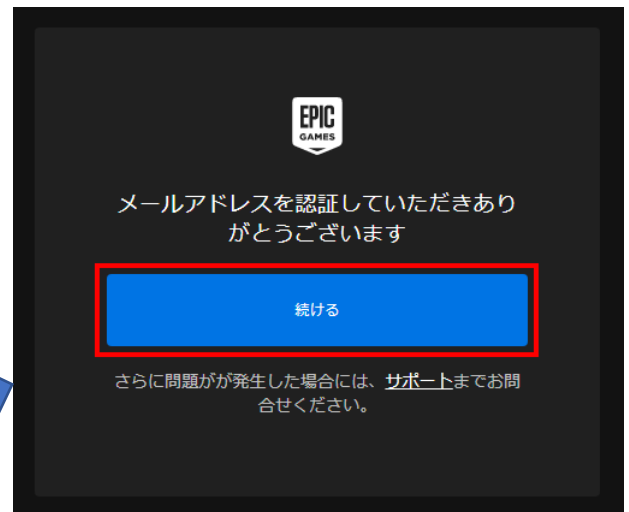 EPIC
GAMES
メールアドレスを認証していただきあり
がとうございます
続ける
さらに問題がが発生した場合には、サポートまでお問
合せください。